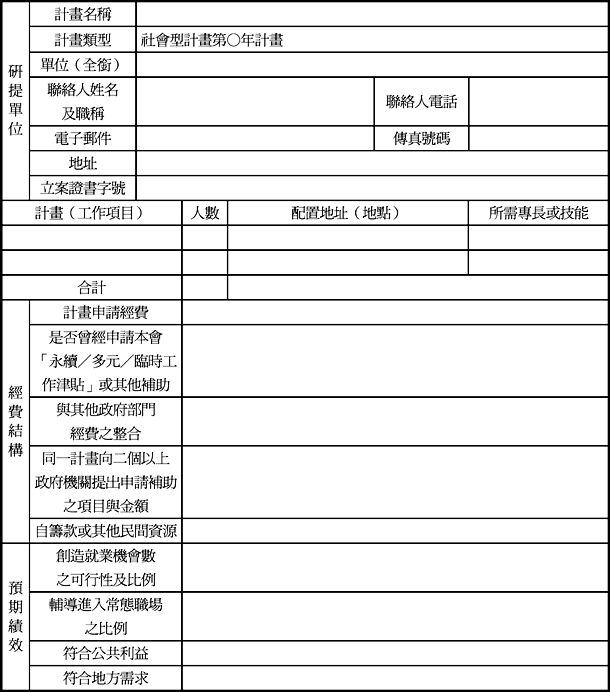 研提單位
計畫名稱
計畫類型 社會型計畫第○年計畫
單位（全銜）
聯絡人姓名
及職稱
聯絡人電話
電子郵件 傳真號碼
地址
立案證書字號
計畫（工作項目） 人數 配置地址（地點） 所需專長或技能
合計
經費結構
計畫申請經費
是否曾經申請本會
「永續／多元／臨時工
作津貼」或其他補助
與其他政府部門
經費之整合
同一計畫向二個以上
政府機關提出申請補助
之項目與金額
自籌款或其他民間資源
預期績效
創造就業機會數
之可行性及比例
輔導進入常態職場
之比例
符合公共利益
符合地方需求